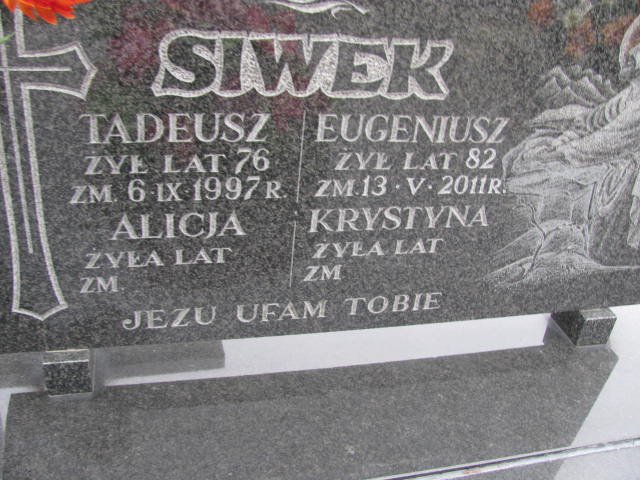 SIWEK
TADEUSZ
ŻYŁ LAT 76
ZM. 6 IX 1997 R.
ALICJA
ŻYŁA LAT
ZM.
EUGENIUSZ
ŻYŁ LAT 82
ZM. 13 · V · 2011 R.
KRYSTYNA
ŻYŁA LAT
ZM
JEZU UFAM TOBIE